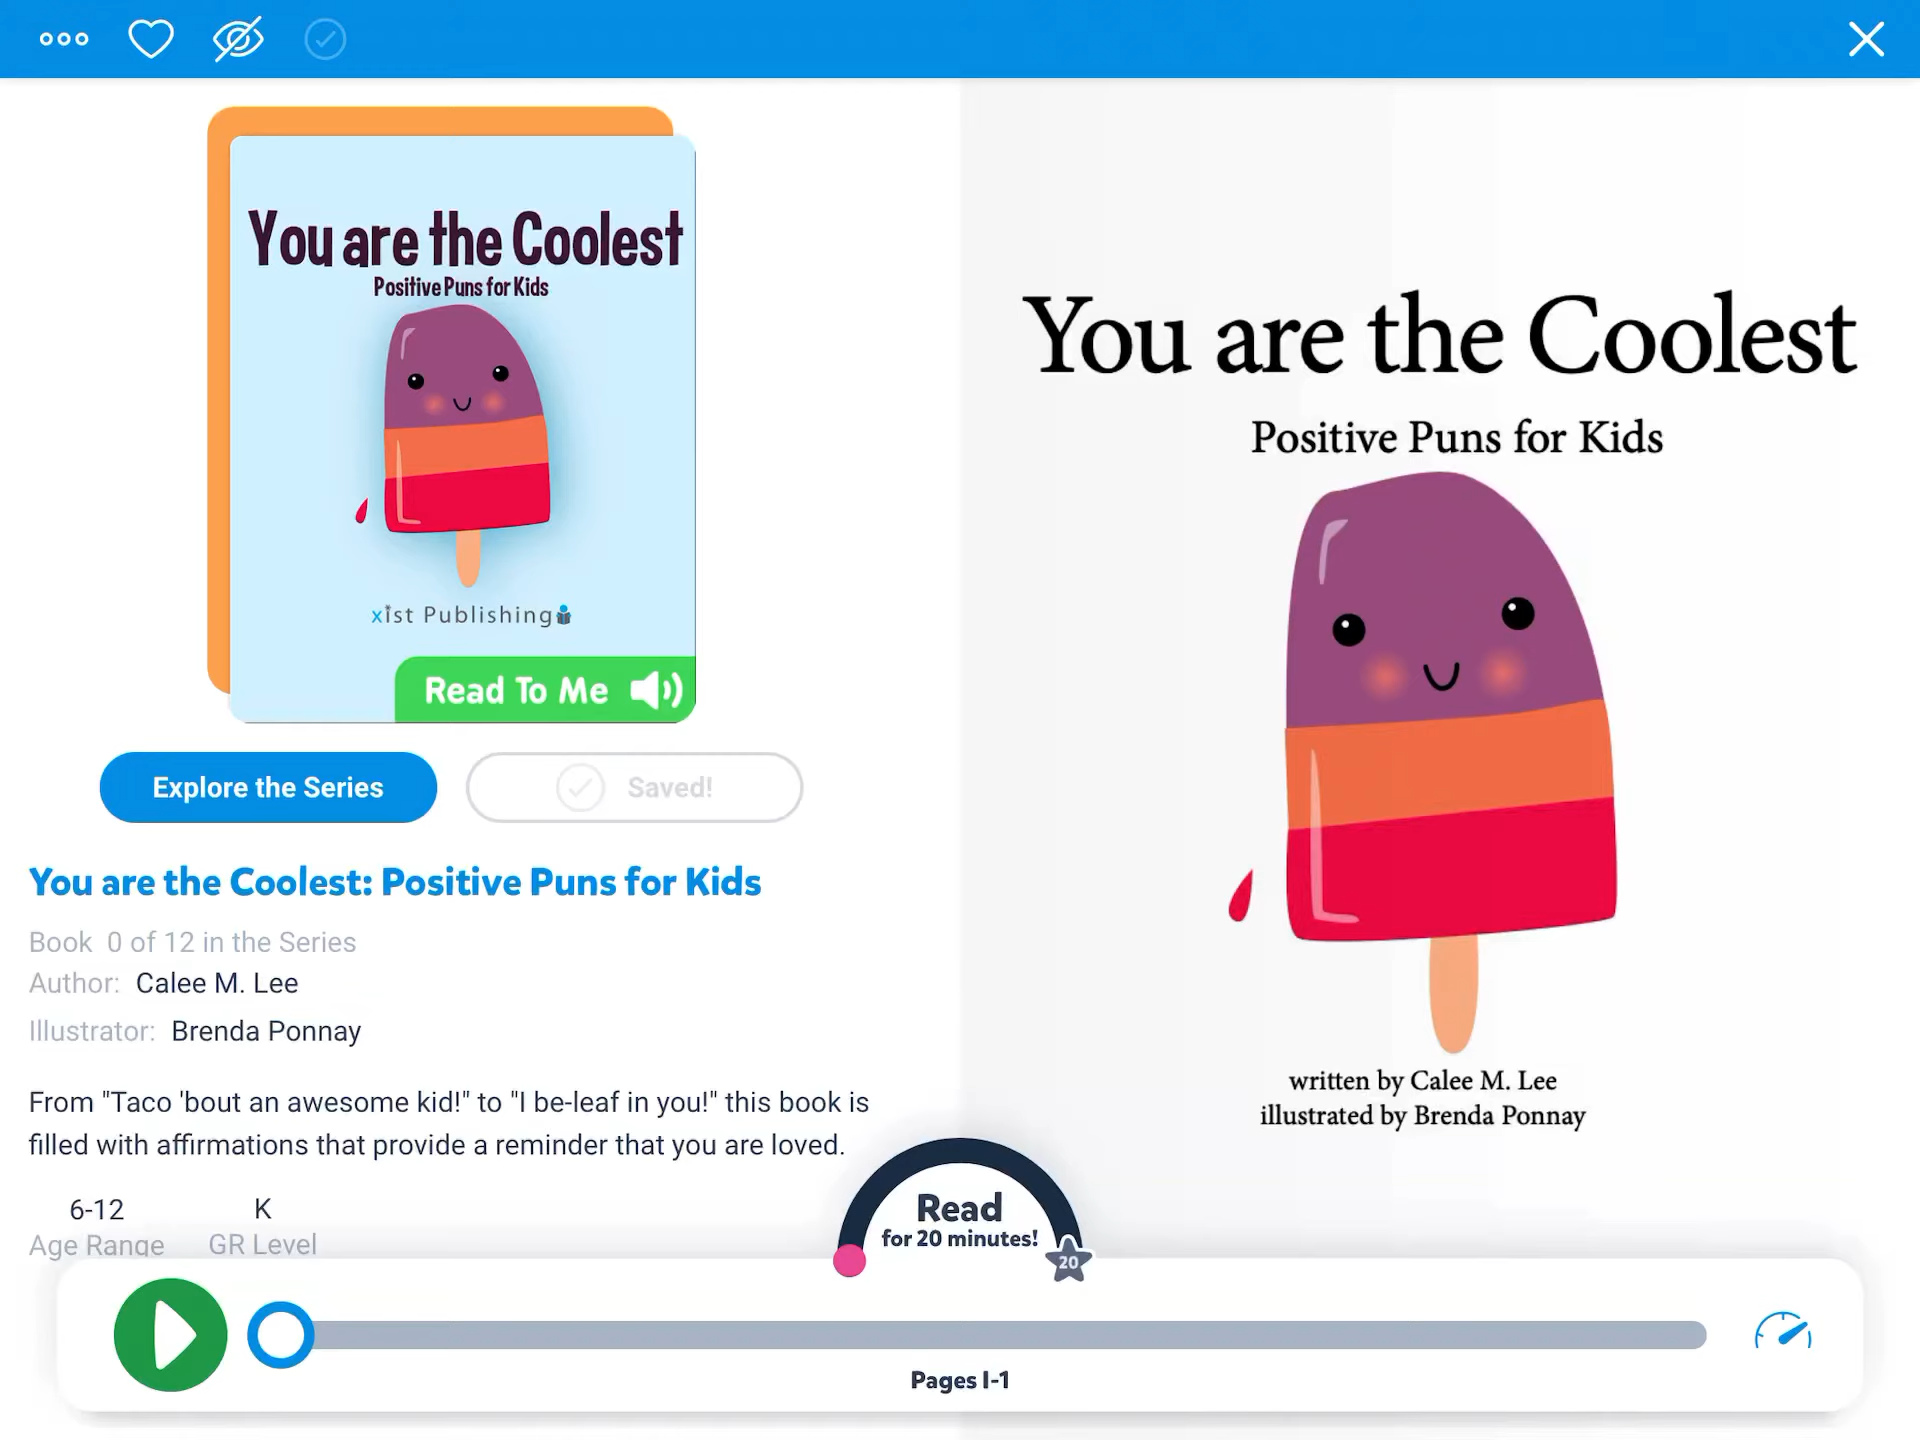 You are the Coolest
Positive Puns for Kids
xist Publishing
Read To Me
Explore the Series
Saved!
You are the Coolest: Positive Puns for Kids
Book 0 of 12 in the Series
Author: Calee M. Lee
Illustrator: Brenda Ponnay
From "Taco 'bout an awesome kid!" to "I be-leaf in you!" this book is
filled with affirmations that provide a reminder that you are loved.
6-12
Age Range
K
GR Level
You are the Coolest
Positive Puns for Kids
written by Calee M. Lee
illustrated by Brenda Ponnay
Read
for 20 minutes!
20
Pages I-1